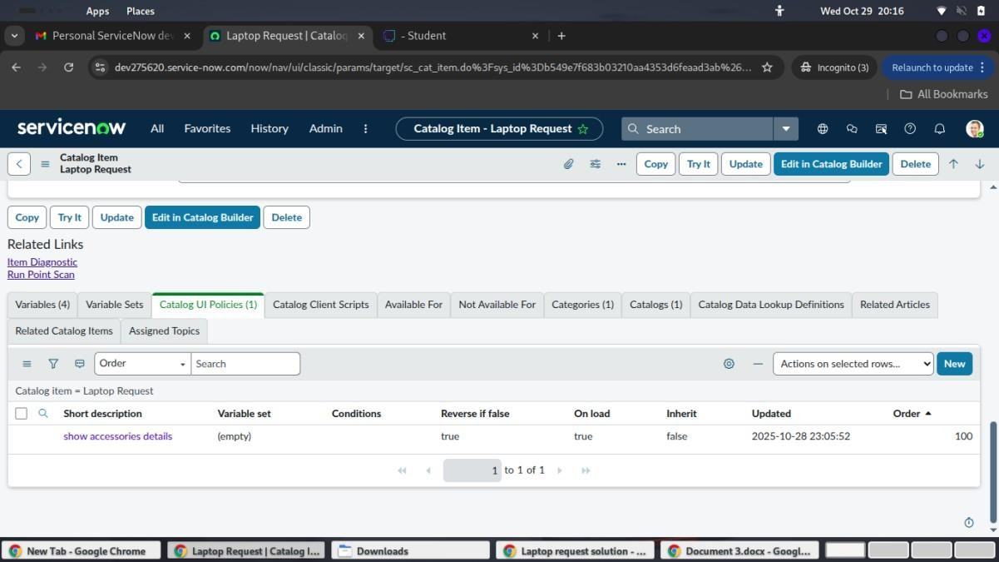 Apps Places Wed Oct 29 20:16
Personal ServiceNow dev Laptop Request | Catalog - Student
dev275620.service-now.com/now/nav/ui/classic/params/target/sc_cat_item.do%3Fsys_id%3Db549e7f683b03210aa4353d6feaad3ab%26... Incognito (3) Relaunch to update
All Bookmarks
servicenow All Favorites History Admin Catalog Item - Laptop Request Search
Catalog Item
Laptop Request
Copy Try It Update Edit in Catalog Builder Delete
Copy Try It Update Edit in Catalog Builder Delete
Related Links
Item Diagnostic
Run Point Scan
Variables (4) Variable Sets Catalog UI Policies (1) Catalog Client Scripts Available For Not Available For Categories (1) Catalogs (1) Catalog Data Lookup Definitions Related Articles
Related Catalog Items Assigned Topics
Order Search Actions on selected rows... New
Catalog item = Laptop Request
Short description Variable set Conditions Reverse if false On load Inherit Updated Order
show accessories details (empty) true true false 2025-10-28 23:05:52 100
1 to 1 of 1
New Tab - Google Chrome Laptop Request | Catalog I... Downloads Laptop request solution - ... Document 3.docx - Googl...